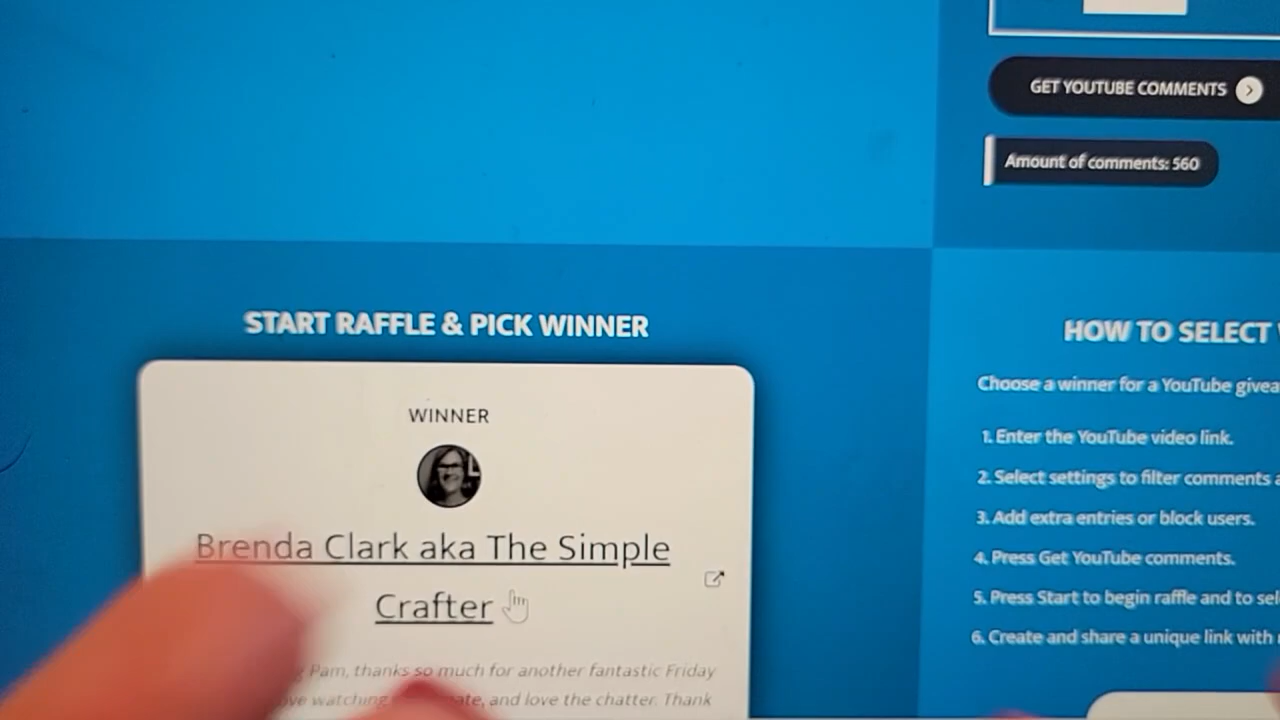 GET YOUTUBE COMMENTS
Amount of comments: 560
START RAFFLE & PICK WINNER
WINNER
Brenda Clark aka The Simple
Crafter
Pam, thanks so much for another fantastic Friday
watching and love the chatter. Thank
HOW TO SELECT
Choose a winner for a YouTube
1. Enter the YouTube video link.
2. Select settings to filter comments
3. Add extra entries or block users.
4. Press Get YouTube comments.
5. Press Start to begin raffle and to
6. Create and share a unique link with